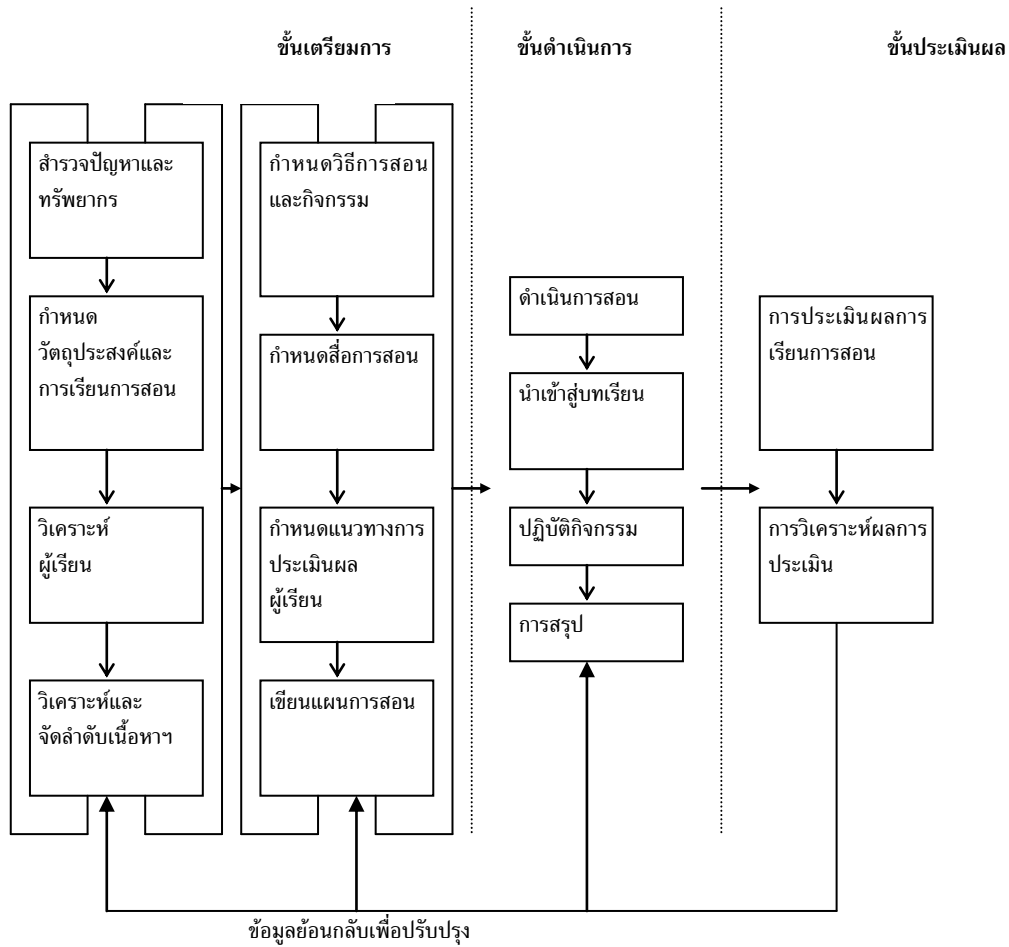 ขั้นเตรียมการ
ขั้นดำเนินการ
ขั้นประเมินผล
สำรวจปัญหาและ
ทรัพยากร
กำหนด
วัตถุประสงค์และ
การเรียนการสอน
วิเคราะห์
ผู้เรียน
วิเคราะห์และ
จัดลำดับเนื้อหาฯ
กำหนดวิธีการสอน
และกิจกรรม
กำหนดสื่อการสอน
กำหนดแนวทางการ
ประเมินผล
ผู้เรียน
เขียนแผนการสอน
ดำเนินการสอน
นำเข้าสู่บทเรียน
ปฏิบัติกิจกรรม
การสรุป
การประเมินผลการ
เรียนการสอน
การวิเคราะห์ผลการ
ประเมิน
ข้อมูลย้อนกลับเพื่อปรับปรุง